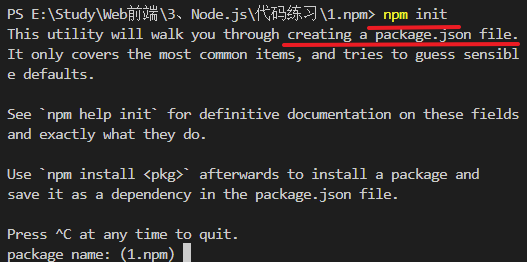 PS E:\Study\Web前端\3、Node.js\代码练习\1.npm> npm init
This utility will walk you through creating a package.json file.
It only covers the most common items, and tries to guess sensibl
e defaults.
See `npm help init` for definitive documentation on these fields
and exactly what they do.
Use `npm install <pkg>` afterwards to install a package and
save it as a dependency in the package.json file.
Press ^C at any time to quit.
package name: (1.npm)